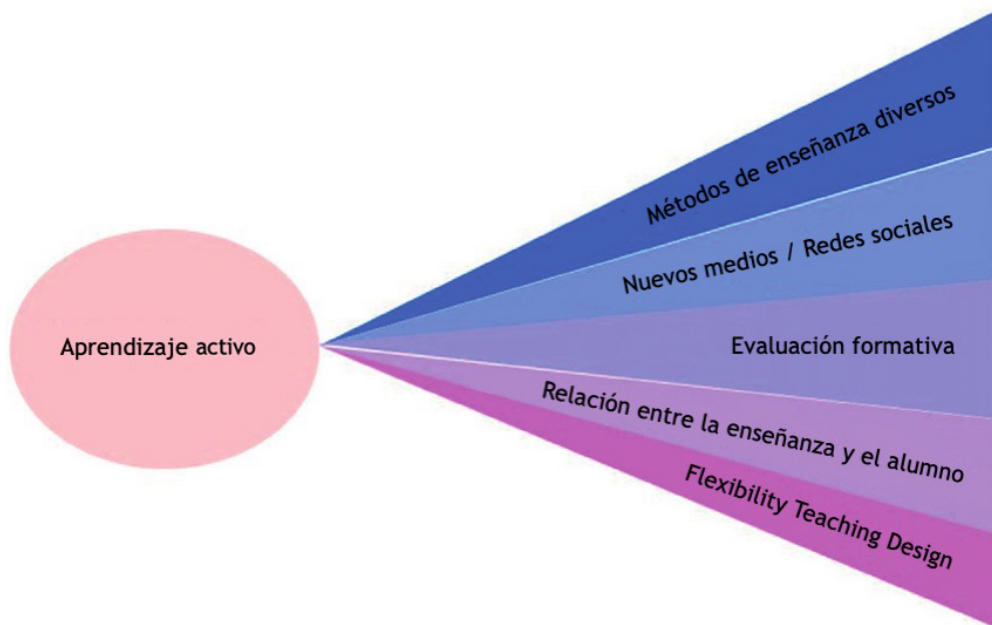 Métodos de enseñanza diversos
Nuevos medios / Redes sociales
Aprendizaje activo
Evaluación formativa
Relación entre la enseñanza y el alumno
Flexibility Teaching Design